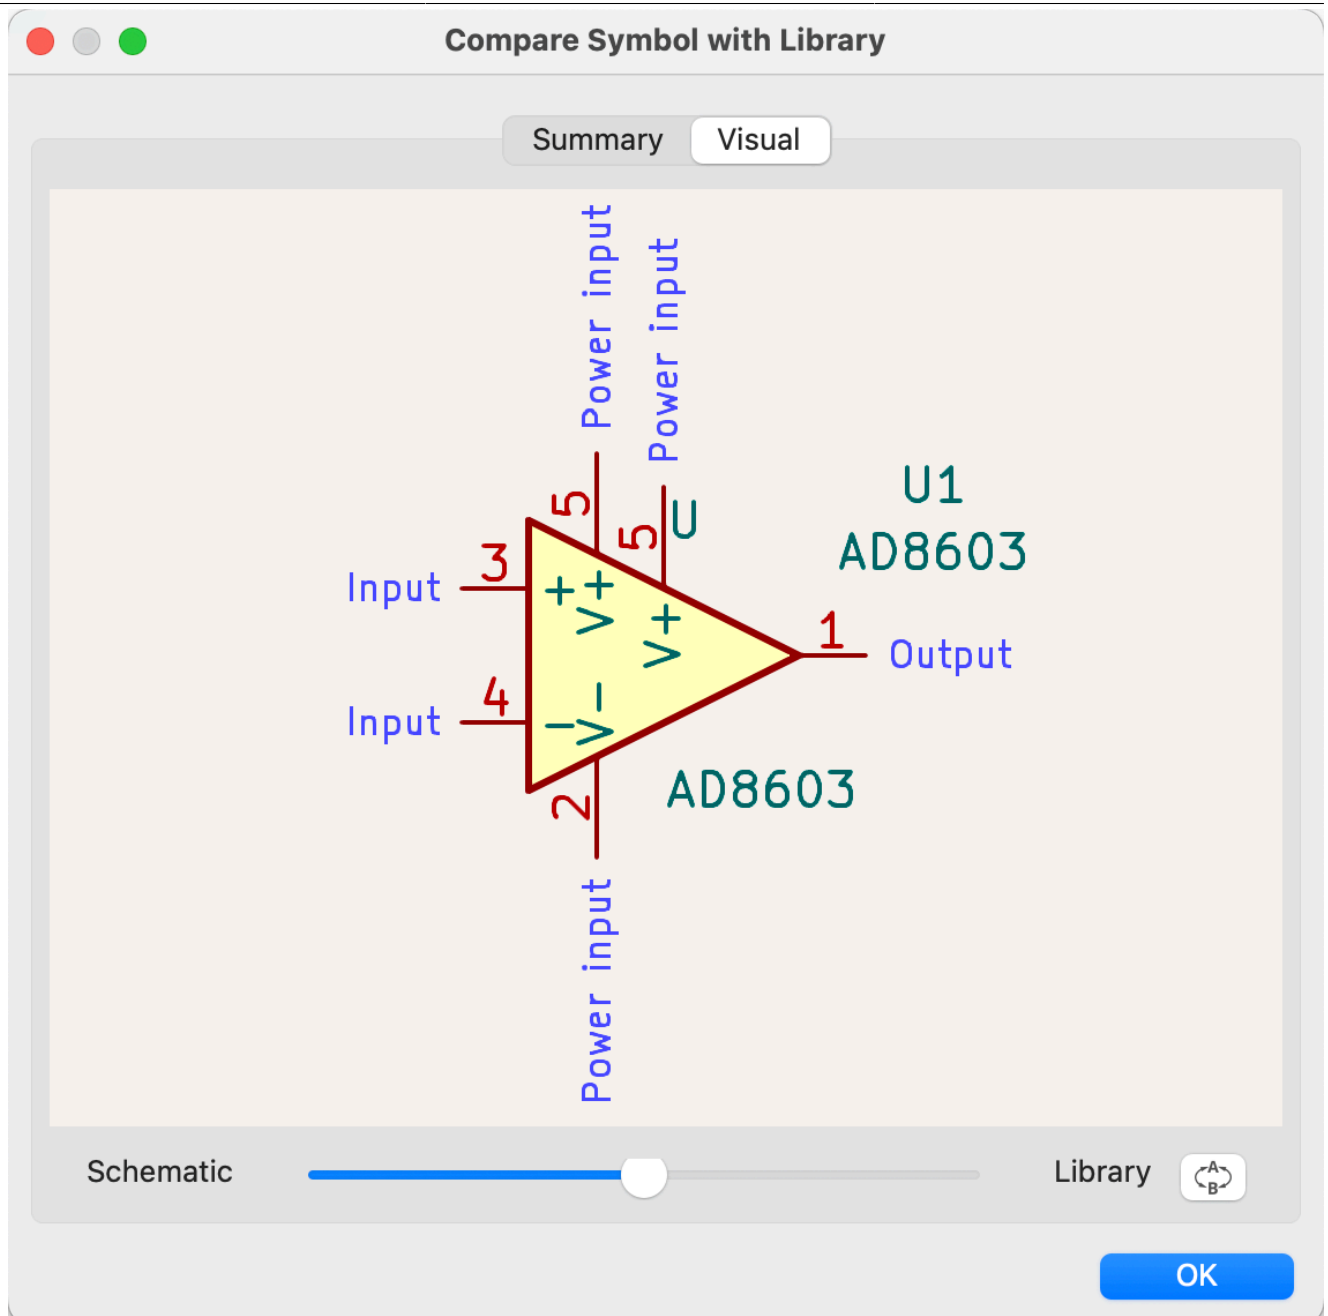 Compare Symbol with Library
Summary
Visual
Power input
Power input
5
5
U
U1
AD8603
3
Input
+
V+
V+
1
Output
4
Input
−
V−
2
AD8603
Power input
Schematic
Library
A
B
OK